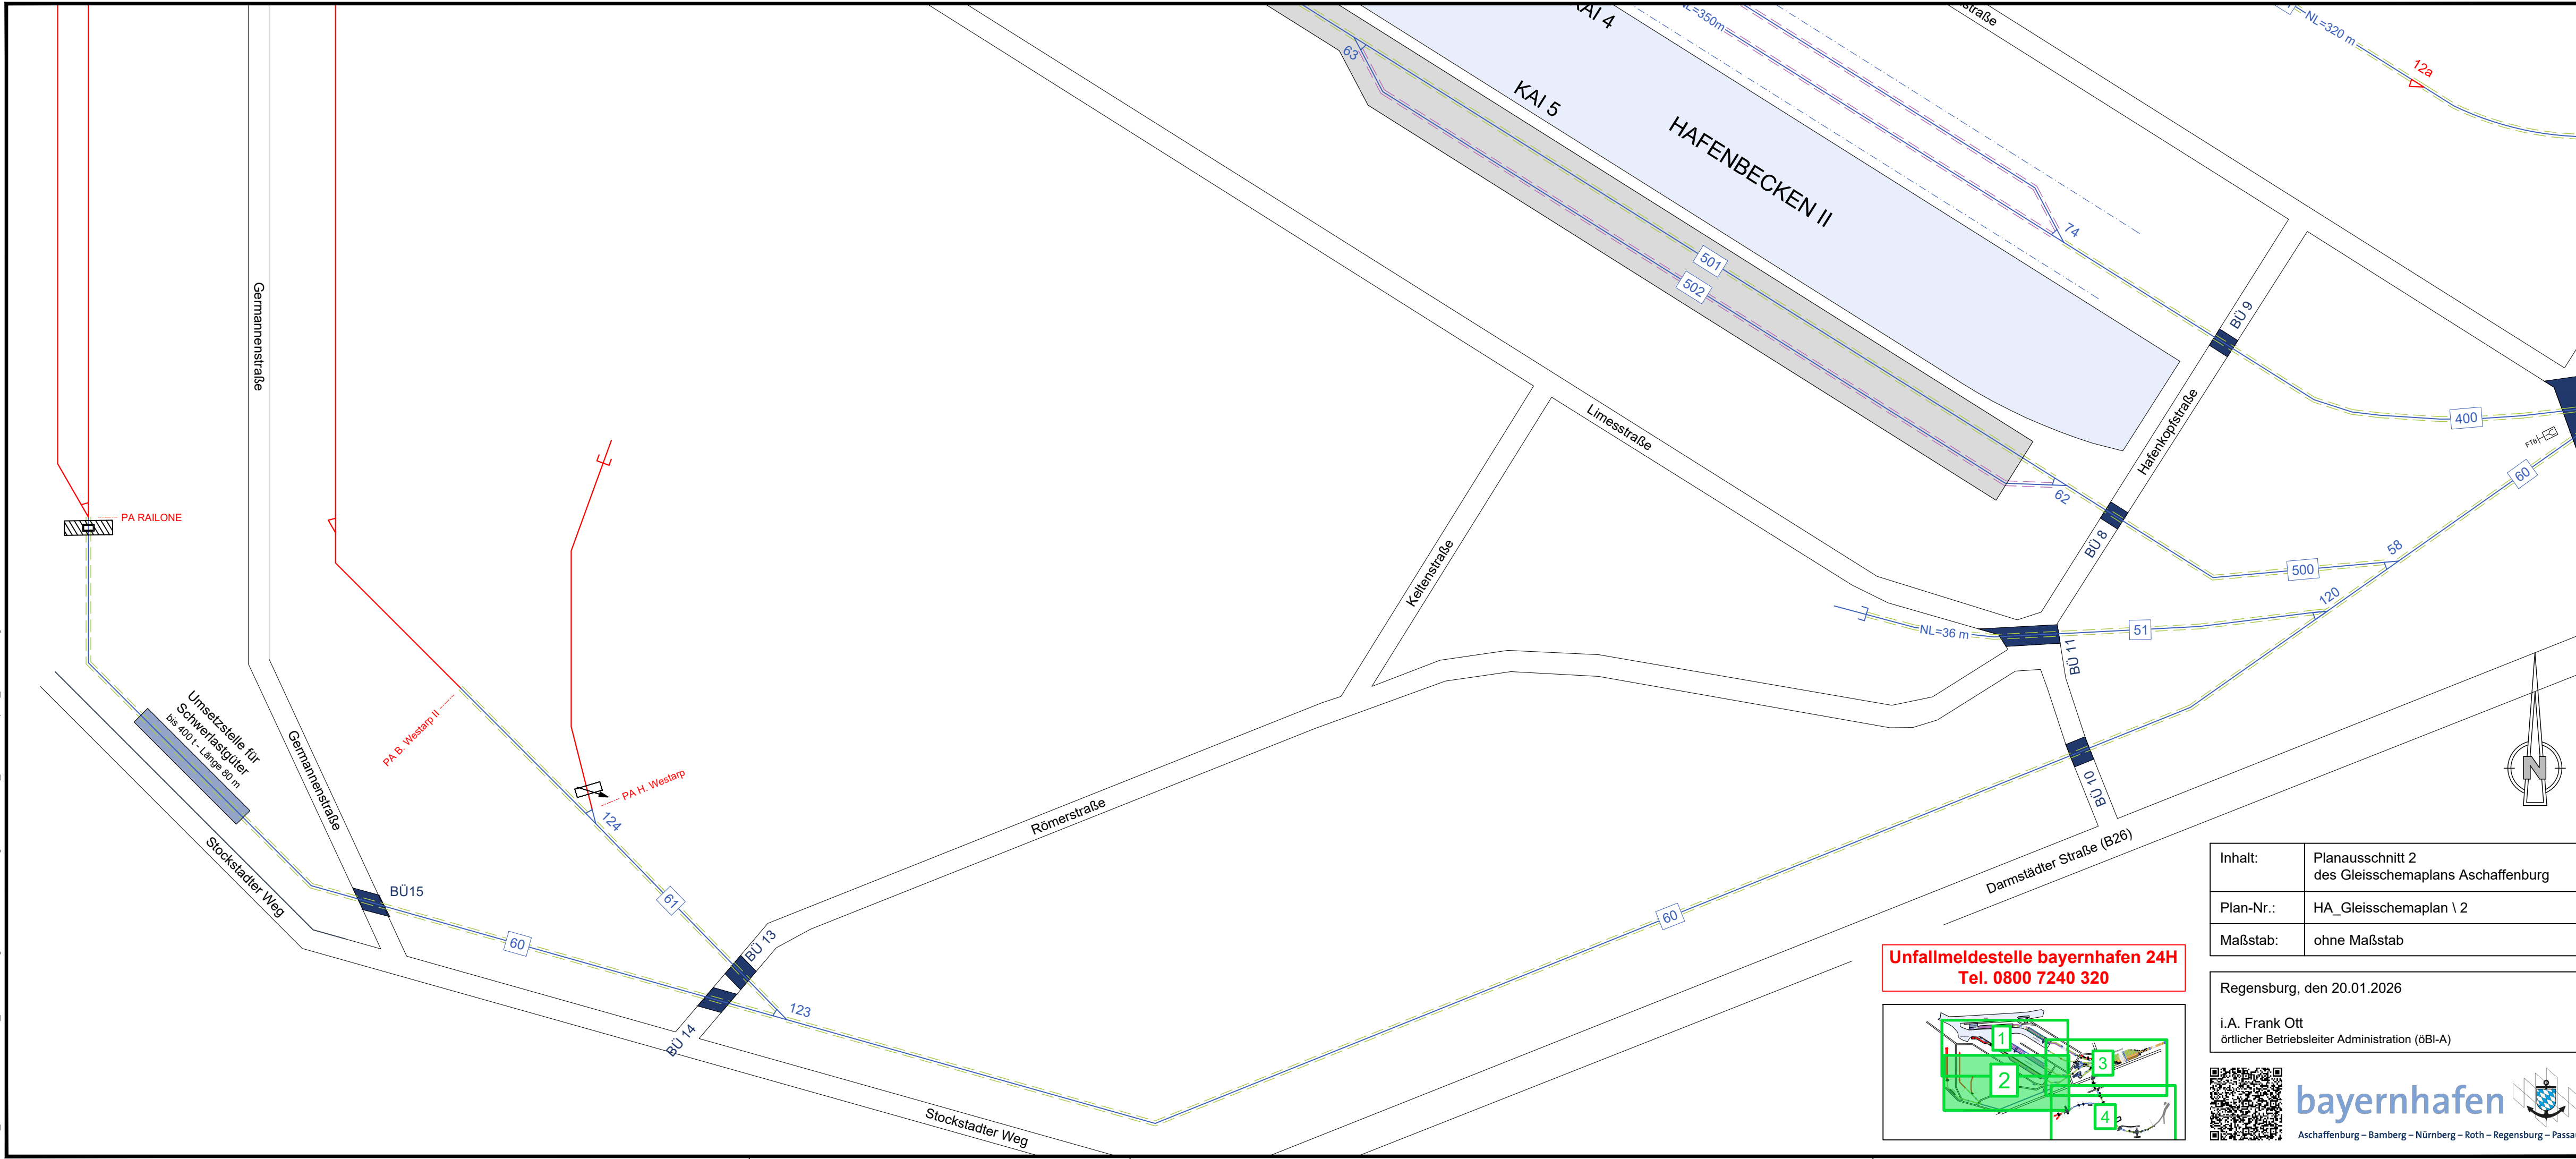 KAI 4
NL=350m
straße
NL=320 m
12a
63
KAI 5
HAFENBECKEN II
74
501
502
BÜ 9
Germannenstraße
Limesstraße
Hafenkopfstraße
400
FT6
60
62
PA RAILONE
BÜ 8
58
500
Keltenstraße
120
NL=36 m
51
BÜ 11
Umsetzstelle für
Schwerlastgüter
bis 400 t - Länge 80 m
Germannenstraße
PA B. Westarp II
PA H. Westarp
124
Römerstraße
BÜ 10
N
Darmstädter Straße (B26)
Stockstadter Weg
BÜ15
61
60
60
BÜ 13
123
BÜ 14
Stockstadter Weg
Inhalt: Planausschnitt 2
des Gleisschemaplans Aschaffenburg
Plan-Nr.: HA_Gleisschemaplan \ 2
Maßstab: ohne Maßstab
Unfallmeldestelle bayernhafen 24H
Tel. 0800 7240 320
Regensburg, den 20.01.2026
i.A. Frank Ott
örtlicher Betriebsleiter Administration (öBl-A)
1
2
3
4
bayernhafen
Aschaffenburg – Bamberg – Nürnberg – Roth – Regensburg – Passa